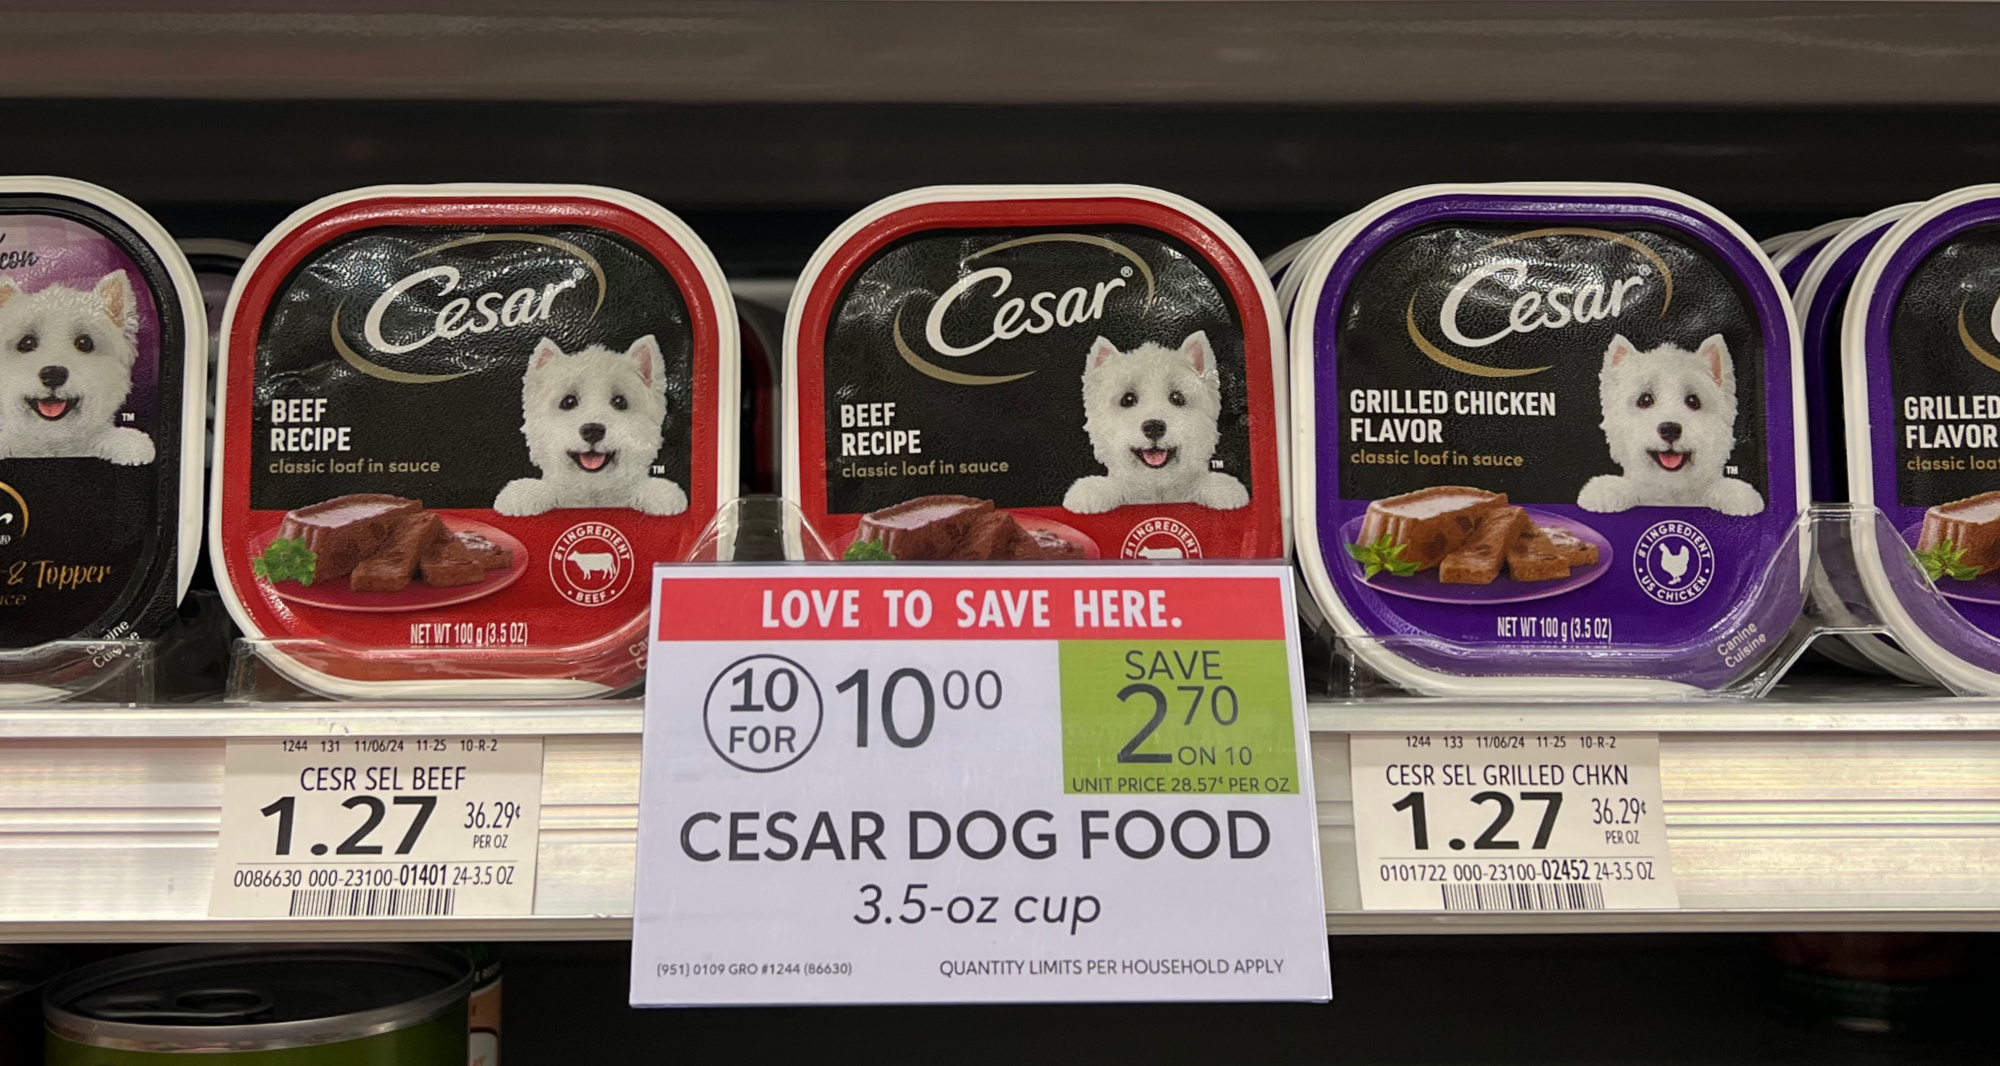 & Topper
Cesar®
BEEF
RECIPE
classic loaf in sauce
TM
#1 INGREDIENT
• BEEF •
NET WT 100 g (3.5 OZ)
Cesar®
BEEF
RECIPE
classic loaf in sauce
TM
#1 INGREDIENT
Cesar®
GRILLED CHICKEN
FLAVOR
classic loaf in sauce
TM
#1 INGREDIENT
• US CHICKEN •
NET WT 100 g (3.5 OZ)
Canine
Cuisine
GRILLED
FLAVOR
classic
LOVE TO SAVE HERE.
10
FOR
10 00
SAVE
2 70
ON 10
UNIT PRICE 28.57¢ PER OZ
CESAR DOG FOOD
3.5-oz cup
(951) 0109 GRO #1244 (86630)
QUANTITY LIMITS PER HOUSEHOLD APPLY
1244 131 11/06/24 11-25 10-R-2
CESR SEL BEEF
1.27
36.29¢
PER OZ
0086630 000-23100-01401 24-3.5 OZ
1244 133 11/06/24 11-25 10-R-2
CESR SEL GRILLED CHKN
1.27
36.29¢
PER OZ
0101722 000-23100-02452 24-3.5 OZ